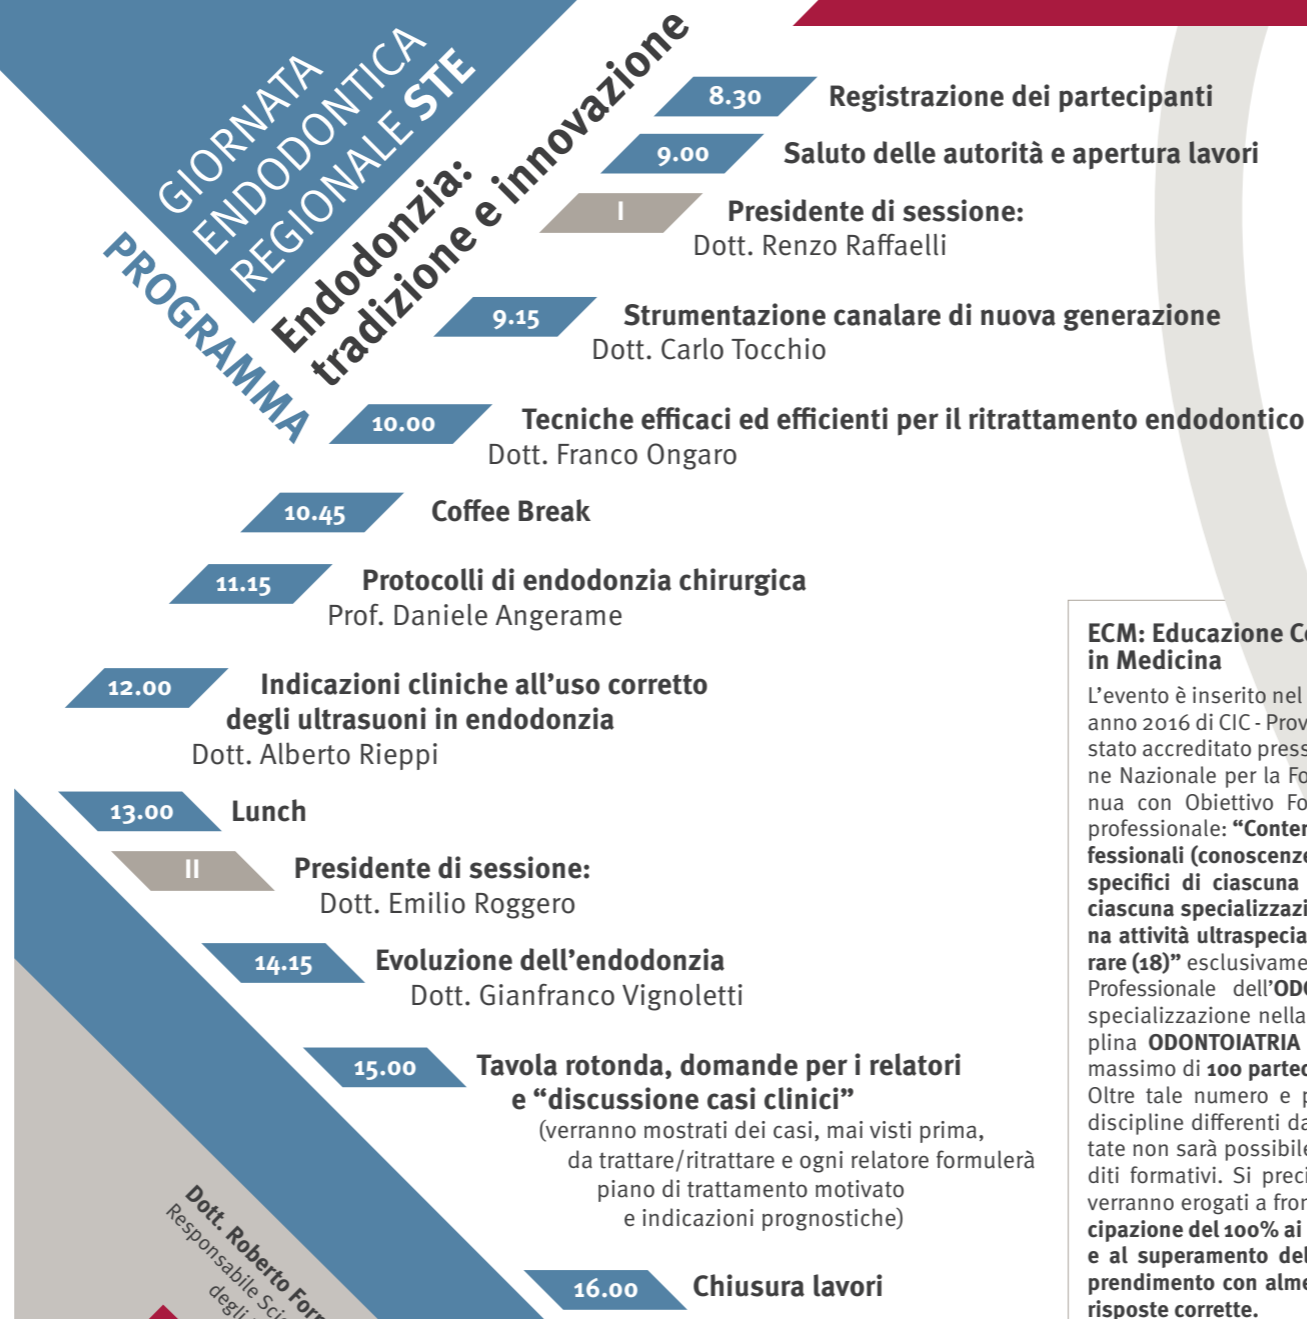 GIORNATA
ENDODONTICA
REGIONALE STE
PROGRAMMA
Endodonzia:
tradizione e innovazione
8.30 Registrazione dei partecipanti
9.00 Saluto delle autorità e apertura lavori
I Presidente di sessione:
Dott. Renzo Raffaelli
9.15 Strumentazione canalare di nuova generazione
Dott. Carlo Tocchio
10.00 Tecniche efficaci ed efficienti per il ritrattamento endodontico
Dott. Franco Ongaro
10.45 Coffee Break
11.15 Protocolli di endodonzia chirurgica
Prof. Daniele Angerame
12.00 Indicazioni cliniche all'uso corretto
degli ultrasuoni in endodonzia
Dott. Alberto Rieppi
13.00 Lunch
II Presidente di sessione:
Dott. Emilio Roggero
14.15 Evoluzione dell'endodonzia
Dott. Gianfranco Vignoletti
15.00 Tavola rotonda, domande per i relatori
e “discussione casi clinici”
(verranno mostrati dei casi, mai visti prima,
da trattare/ritrattare e ogni relatore formulerà
piano di trattamento motivato
e indicazioni prognostiche)
16.00 Chiusura lavori
Dott. Roberto
Responsabile
degli
ECM: Educazione
in Medicina
L'evento è inserito nel
anno 2016 di CIC - Prov
stato accreditato press
ne Nazionale per la Fo
nua con Obiettivo Fo
professionale: “Conten
fessionali (conoscenze
specifici di ciascuna
ciascuna specializzazi
na attività ultraspecia
rare (18)” esclusivame
Professionale dell'ODO
specializzazione nella
plina ODONTOIATRIA
massimo di 100 partec
Oltre tale numero e p
discipline differenti da
tate non sarà possibile
diti formativi. Si preci
verranno erogati a fron
cipazione del 100% ai
e al superamento del
prendimento con alme
risposte corrette.